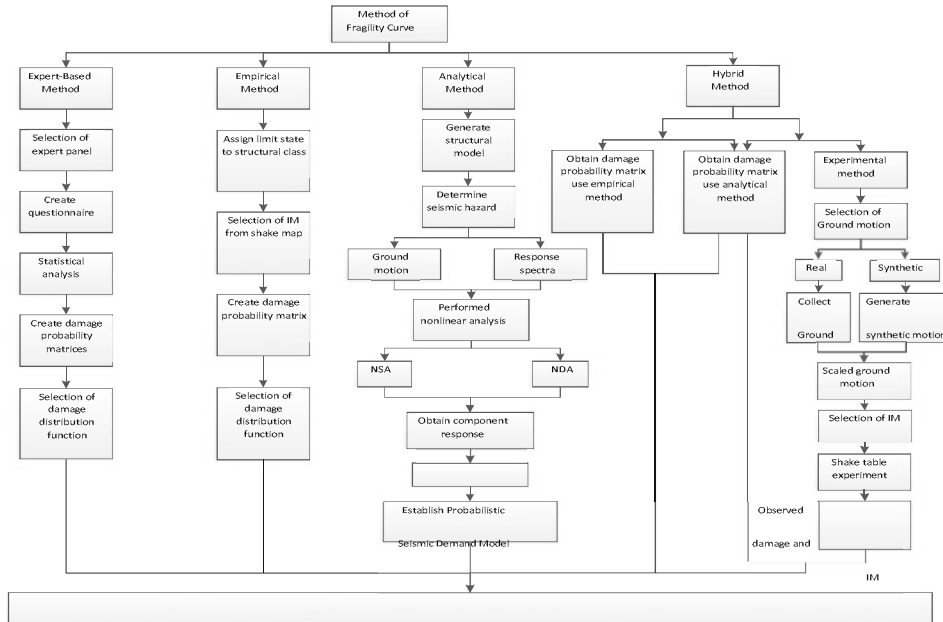 Method of
Fragility Curve
Expert-Based
Method
Empirical
Method
Analytical
Method
Hybrid
Method
Selection of
expert panel
Create
questionnaire
Statistical
analysis
Create damage
probability
matrices
Selection of
damage
distribution
function
Assign limit state
to structural class
Selection of IM
from shake map
Create damage
probability matrix
Selection of
damage
distribution
function
Generate
structural
model
Determine
seismic hazard
Ground
motion
Response
spectra
Performed
nonlinear analysis
NSA
NDA
Obtain component
response
Establish Probabilistic
Seismic Demand Model
Obtain damage
probability matrix
use empirical
method
Obtain damage
probability matrix
use analytical
method
Experimental
method
Selection of
Ground motion
Real
Synthetic
Collect
Ground
Generate
synthetic motion
Scaled ground
motion
Selection of IM
Shake table
experiment
Observed
damage and
IM